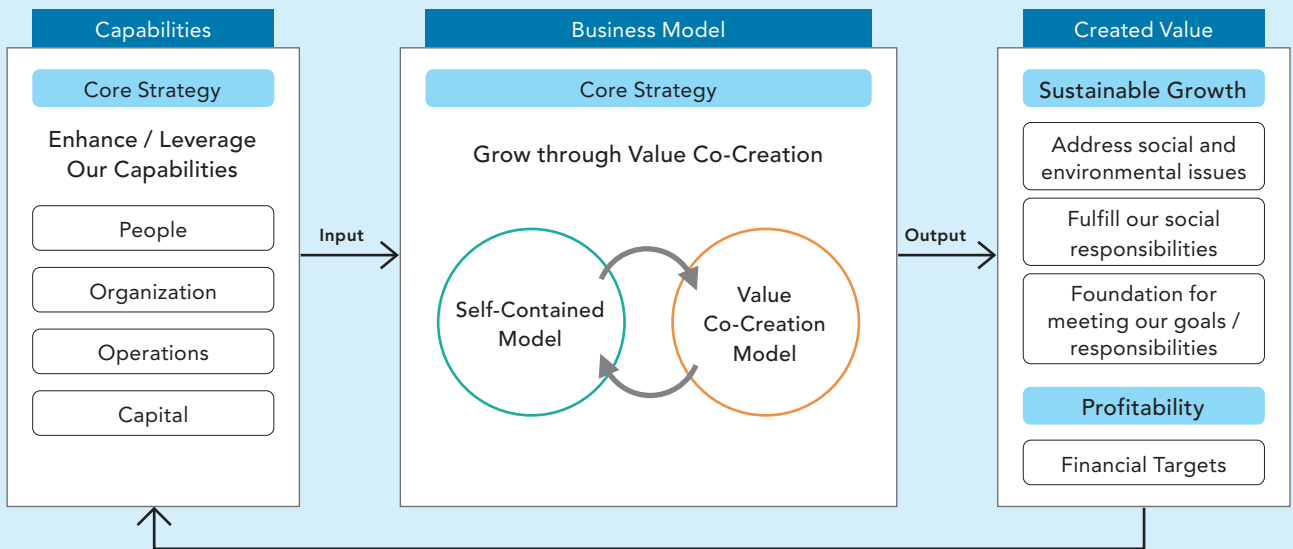 Capabilities
Core Strategy
Enhance / Leverage
Our Capabilities
People
Organization
Operations
Capital
Input
Business Model
Core Strategy
Grow through Value Co-Creation
Self-Contained
Model
Value
Co-Creation
Model
Output
Created Value
Sustainable Growth
Address social and
environmental issues
Fulfill our social
responsibilities
Foundation for
meeting our goals /
responsibilities
Profitability
Financial Targets